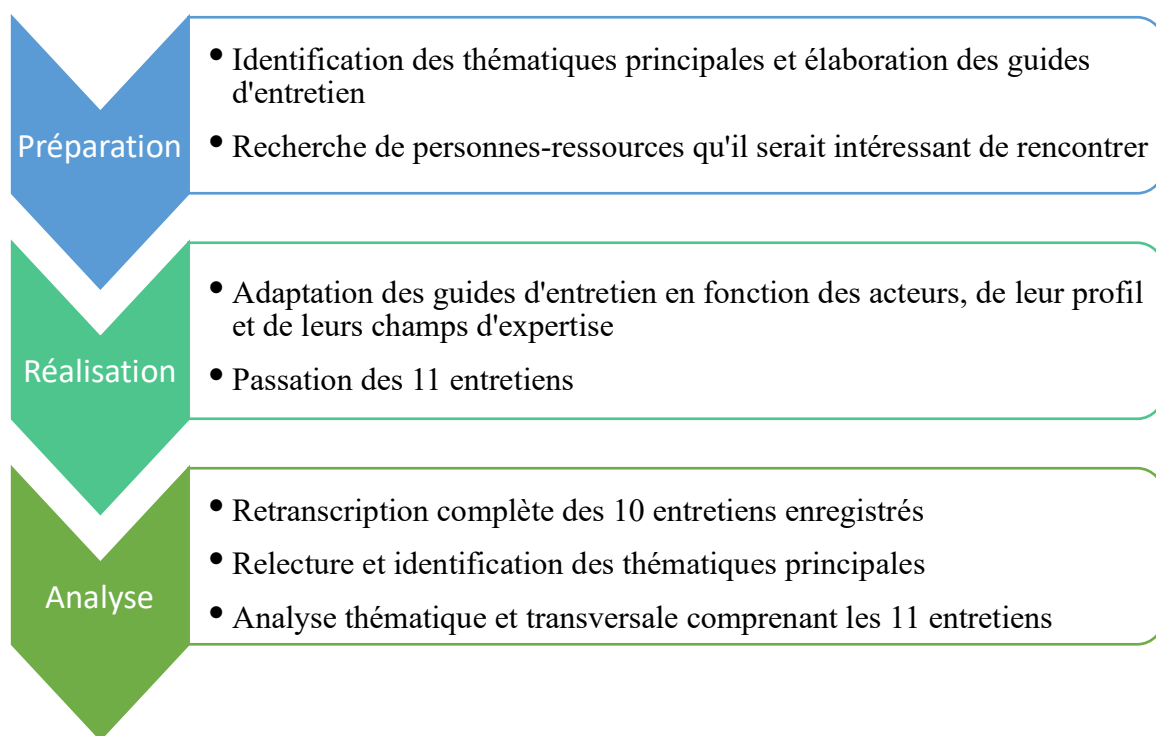 Préparation
• Identification des thématiques principales et élaboration des guides
d'entretien
• Recherche de personnes-ressources qu'il serait intéressant de rencontrer
Réalisation
• Adaptation des guides d'entretien en fonction des acteurs, de leur profil
et de leurs champs d'expertise
• Passation des 11 entretiens
Analyse
• Retranscription complète des 10 entretiens enregistrés
• Relecture et identification des thématiques principales
• Analyse thématique et transversale comprenant les 11 entretiens